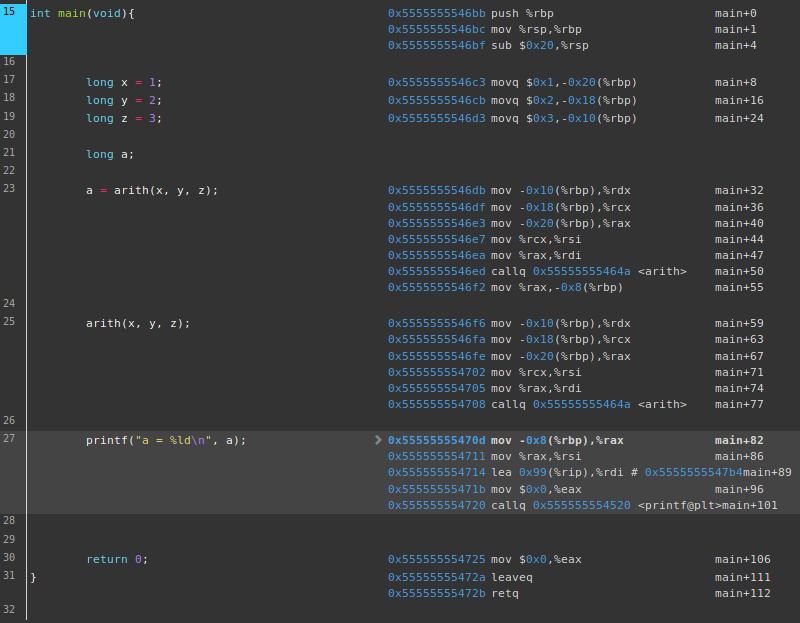 15 int main(void){ 0x5555555546bb push %rbp main+0
0x5555555546bc mov %rsp,%rbp main+1
0x5555555546bf sub $0x20,%rsp main+4
16
17 long x = 1; 0x5555555546c3 movq $0x1,-0x20(%rbp) main+8
18 long y = 2; 0x5555555546cb movq $0x2,-0x18(%rbp) main+16
19 long z = 3; 0x5555555546d3 movq $0x3,-0x10(%rbp) main+24
20
21 long a;
22
23 a = arith(x, y, z); 0x5555555546db mov -0x10(%rbp),%rdx main+32
0x5555555546df mov -0x18(%rbp),%rcx main+36
0x5555555546e3 mov -0x20(%rbp),%rax main+40
0x5555555546e7 mov %rcx,%rsi main+44
0x5555555546ea mov %rax,%rdi main+47
0x5555555546ed callq 0x55555555464a <arith> main+50
0x5555555546f2 mov %rax,-0x8(%rbp) main+55
24
25 arith(x, y, z); 0x5555555546f6 mov -0x10(%rbp),%rdx main+59
0x5555555546fa mov -0x18(%rbp),%rcx main+63
0x5555555546fe mov -0x20(%rbp),%rax main+67
0x555555554702 mov %rcx,%rsi main+71
0x555555554705 mov %rax,%rdi main+74
0x555555554708 callq 0x55555555464a <arith> main+77
26
27 printf("a = %ld\n", a); 0x55555555470d mov -0x8(%rbp),%rax main+82
0x555555554711 mov %rax,%rsi main+86
0x555555554714 lea 0x99(%rip),%rdi # 0x5555555547b4main+89
0x55555555471b mov $0x0,%eax main+96
0x555555554720 callq 0x555555554520 <printf@plt>main+101
28
29
30 return 0; 0x555555554725 mov $0x0,%eax main+106
31 } 0x55555555472a leaveq main+111
0x55555555472b retq main+112
32